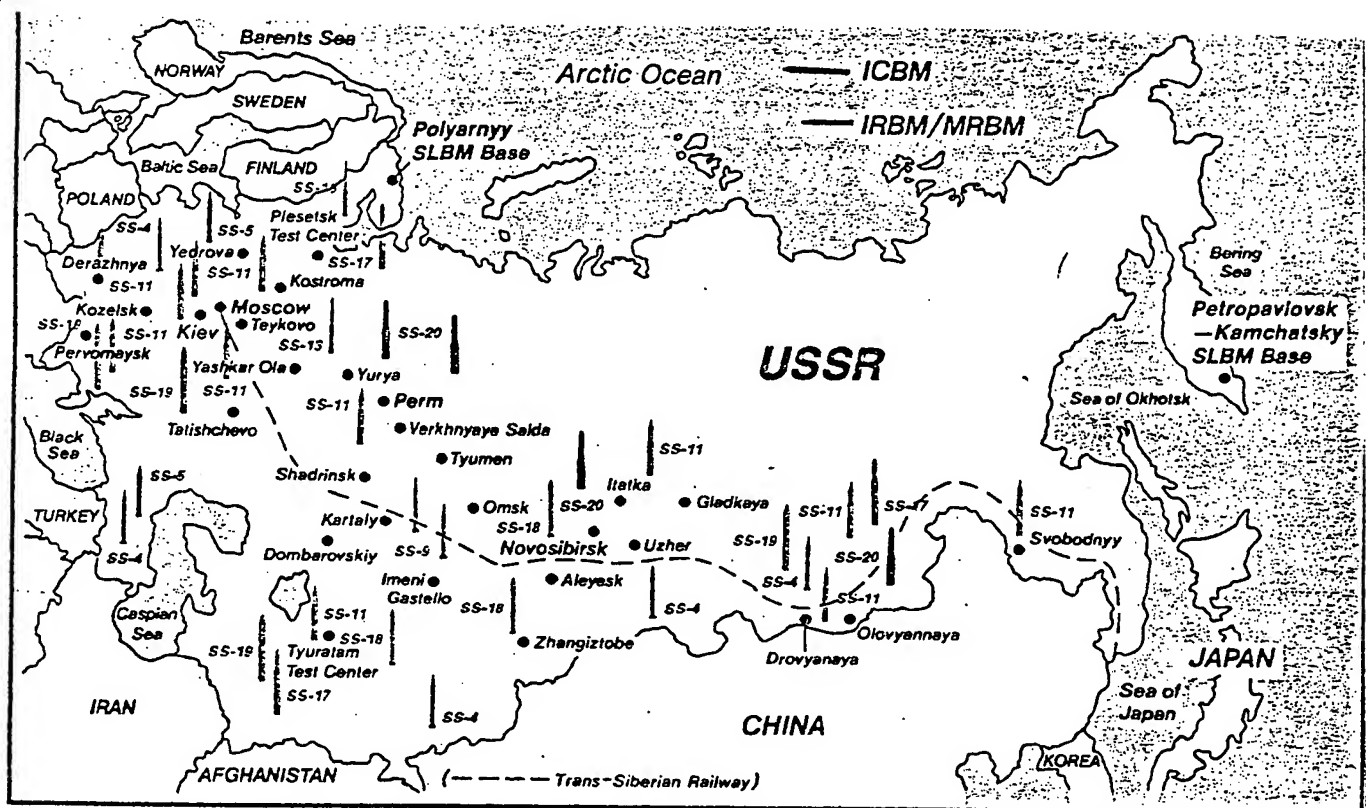 Barents Sea
NORWAY
Arctic Ocean
ICBM
SWEDEN
IRBM/MRBM
Polyarnyy
SLBM Base
Baltic Sea
FINLAND
POLAND
Plesetsk
Test Center
SS-4
SS-5
Yedrova
SS-17
Bering
Sea
Derazhnya
SS-11
SS-11
Kostroma
Kozelsk
Moscow
Petropavlovsk
—Kamchatsky
SLBM Base
SS-11
Kiev
Teykovo
SS-13
SS-20
USSR
Pervomaysk
Yashkar Ola
Yurya
SS-19
SS-11
SS-11
Perm
Sea of Okhotsk
Tatishchevo
Verkhnyaya Salda
Black
Sea
Tyumen
SS-11
SS-5
Shadrinsk
Itatka
TURKEY
Omsk
SS-20
Gladkaya
SS-11
SS-17
SS-11
Kartaly
SS-18
SS-4
Dombarovskiy
SS-9
Novosibirsk
Uzher
SS-19
SS-20
Svobodnyy
Imeni
Gastello
Aleyesk
SS-4
Caspian
Sea
SS-11
SS-18
SS-4
SS-11
SS-18
Zhangiztobe
Olovyannaya
SS-19
Tyuratam
Test Center
Drovyanaya
JAPAN
SS-17
Sea of
Japan
IRAN
SS-4
CHINA
KOREA
AFGHANISTAN
(--- Trans-Siberian Railway)